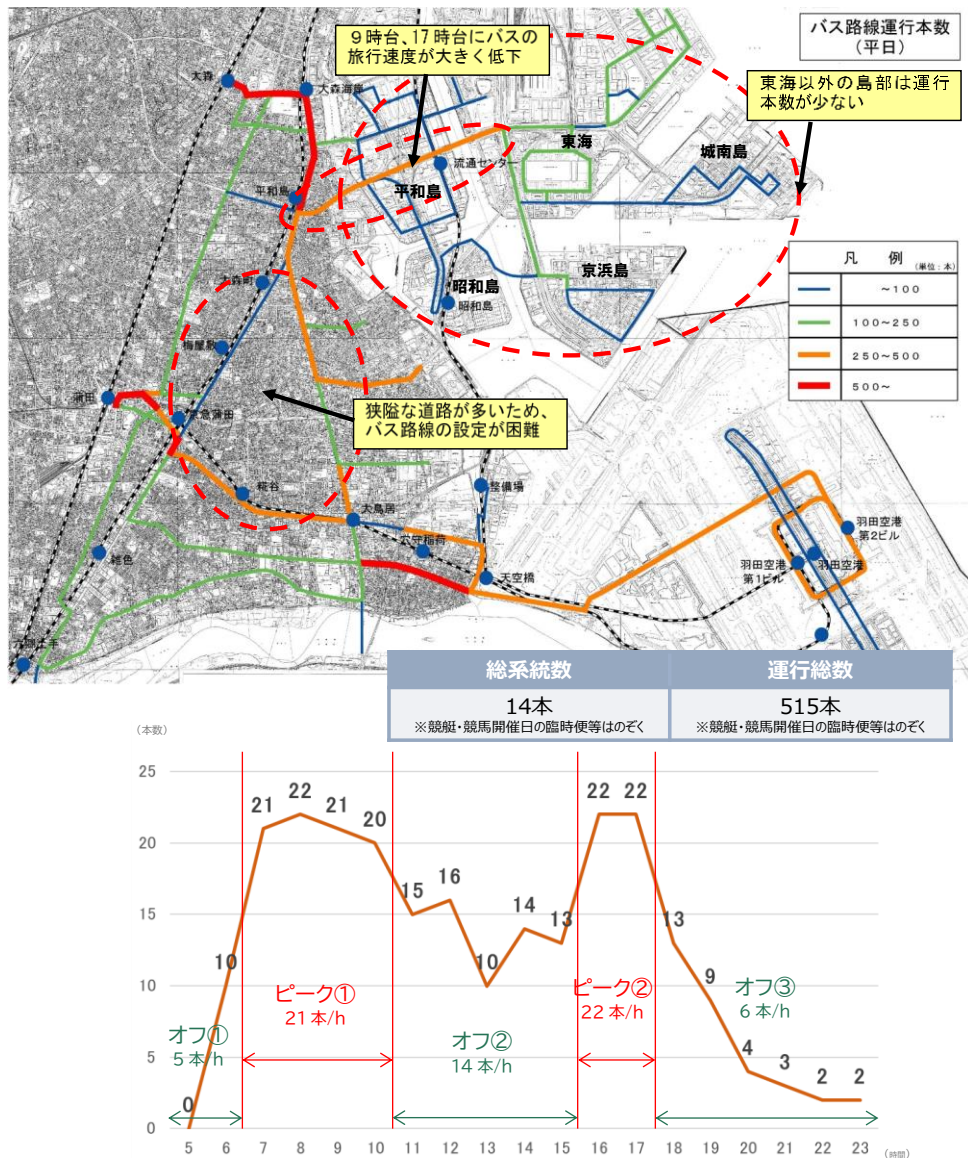 バス路線運行本数
(平日)
９時台、17時台にバスの
旅行速度が大きく低下
東海以外の島部は運行
本数が少ない
大森
大森海岸
東海
城南島
流通センター
平和島
平和島
凡 例
(単位:本)
～１００
１００～２５０
２５０～５００
５００～
京浜島
昭和島
昭和島
大森町
梅屋敷
蒲田
京急蒲田
狭隘な道路が多いため、
バス路線の設定が困難
糀谷
整備場
大鳥居
穴守稲荷
天空橋
雑色
羽田空港
第２ビル
羽田空港
羽田空港
第１ビル
総系統数
運行総数
14本
※競艇・競馬開催日の臨時便等はのぞく
515本
※競艇・競馬開催日の臨時便等はのぞく
(本数)
25
20
15
10
5
0
0
10
21
22
21
20
15
16
10
14
13
22
22
13
9
4
3
2
2
オフ①
5 本/h
ピーク①
21 本/h
オフ②
14 本/h
ピーク②
22 本/h
オフ③
6 本/h
5 6 7 8 9 10 11 12 13 14 15 16 17 18 19 20 21 22 23
(時間)